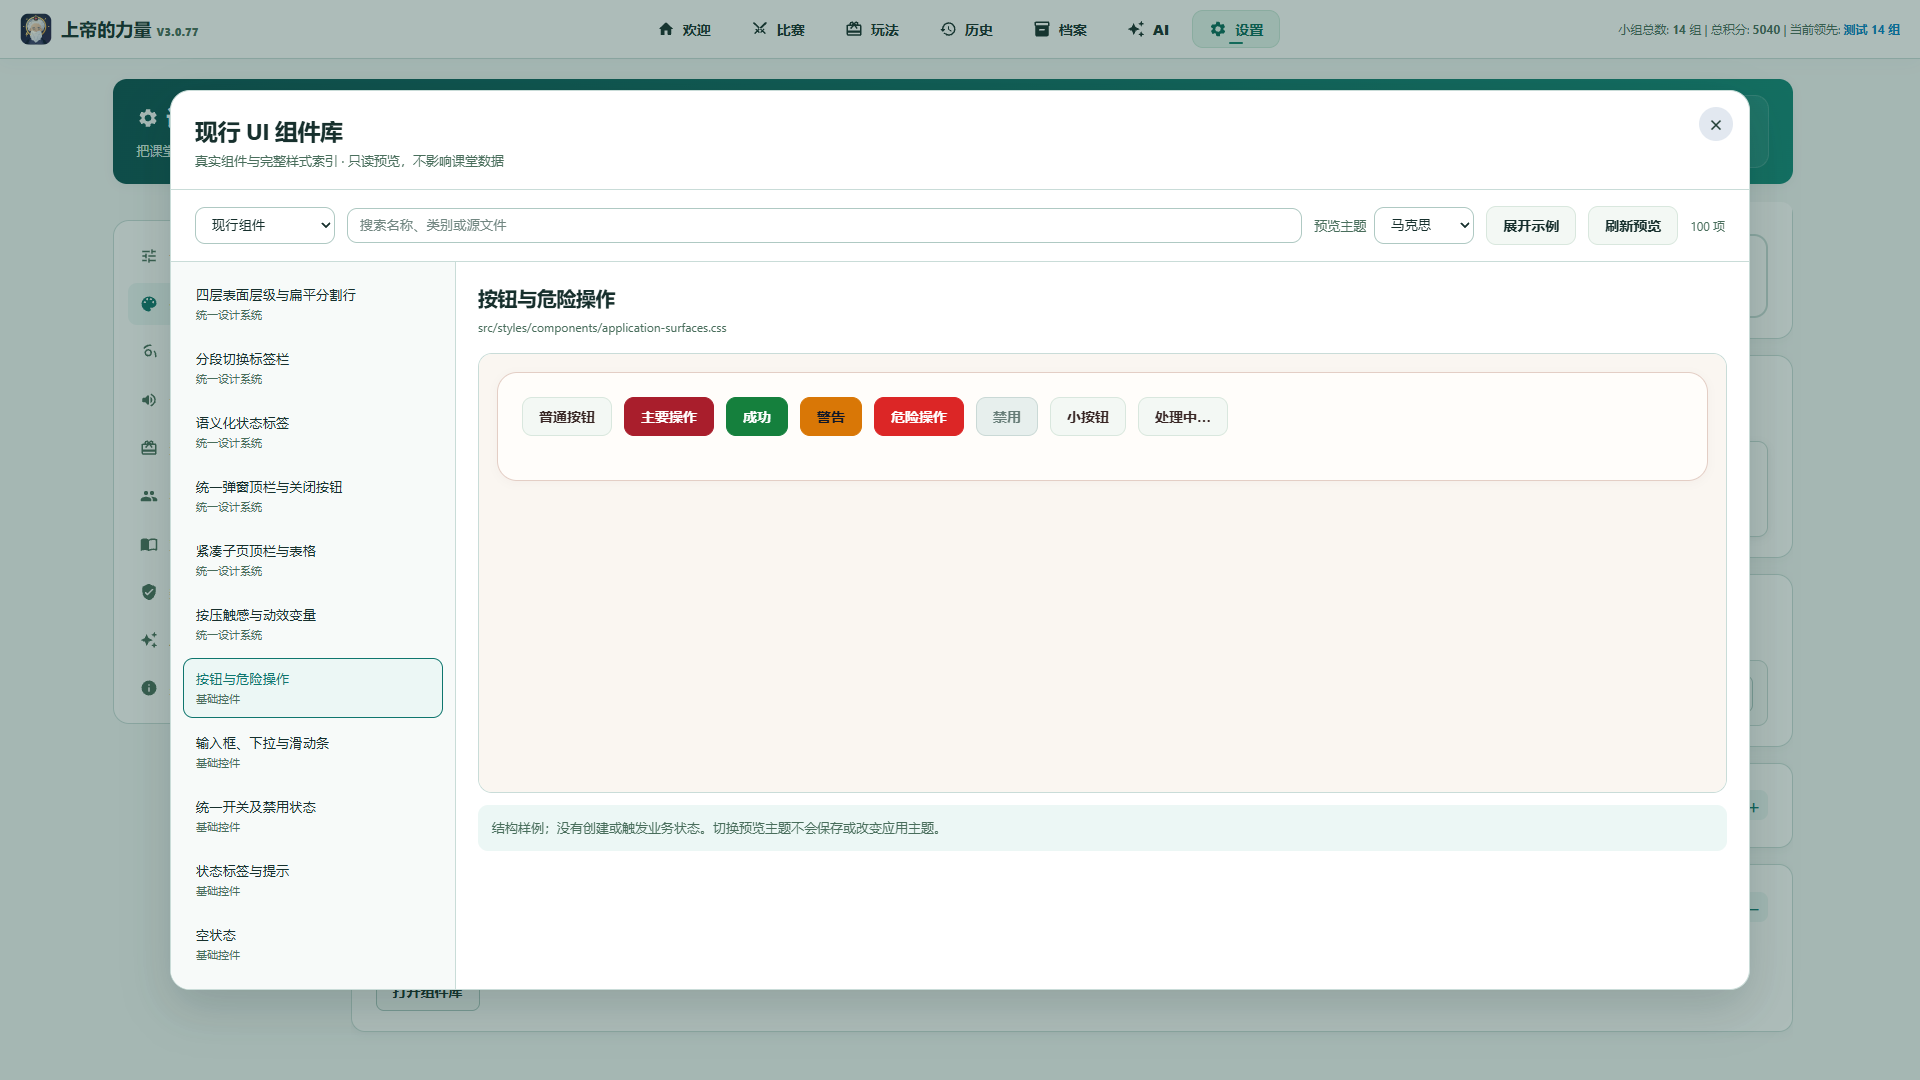 上帝的力量 V3.0.77
欢迎
比赛
玩法
历史
档案
AI
设置
小组总数: 14 组 | 总积分: 5040 | 当前领先: 测试 14 组
把课堂
现行 UI 组件库
真实组件与完整样式索引 · 只读预览，不影响课堂数据
现行组件
搜索名称、类别或源文件
预览主题
马克思
展开示例
刷新预览
100 项
四层表面层级与扁平分割行
统一设计系统
分段切换标签栏
统一设计系统
语义化状态标签
统一设计系统
统一弹窗顶栏与关闭按钮
统一设计系统
紧凑子页顶栏与表格
统一设计系统
按压触感与动效变量
统一设计系统
按钮与危险操作
基础控件
输入框、下拉与滑动条
基础控件
统一开关及禁用状态
基础控件
状态标签与提示
基础控件
空状态
基础控件
按钮与危险操作
src/styles/components/application-surfaces.css
普通按钮
主要操作
成功
警告
危险操作
禁用
小按钮
处理中...
结构样例；没有创建或触发业务状态。切换预览主题不会保存或改变应用主题。
打开组件库